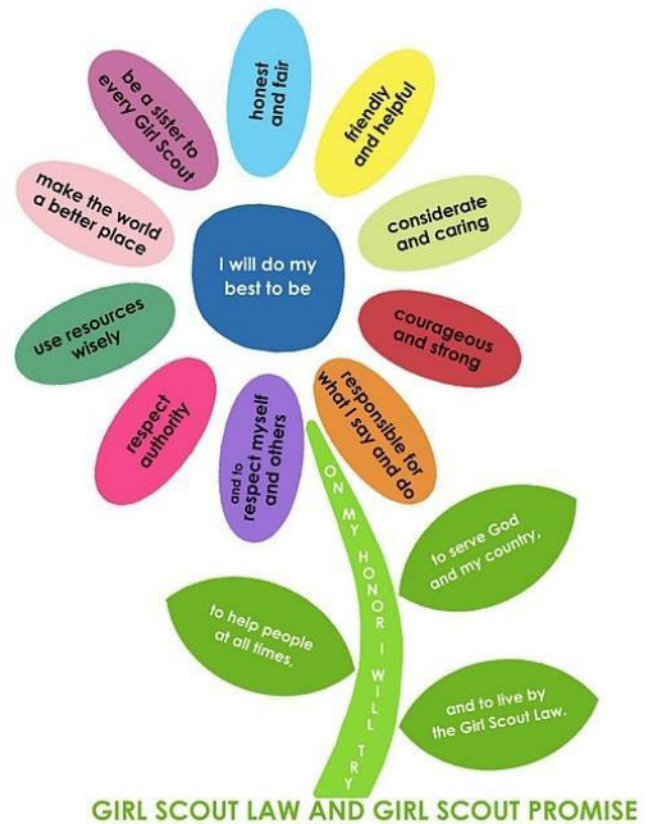 I will do my
best to be
honest
and fair
friendly
and helpful
considerate
and caring
courageous
and strong
responsible for
what I say and do
and to
respect myself
and others
respect
authority
use resources
wisely
make the world
a better place
be a sister to
every Girl Scout
ON MY HONOR I WILL TRY
to serve God
and my country,
to help people
at all times,
and to live by
the Girl Scout Law.
GIRL SCOUT LAW AND GIRL SCOUT PROMISE